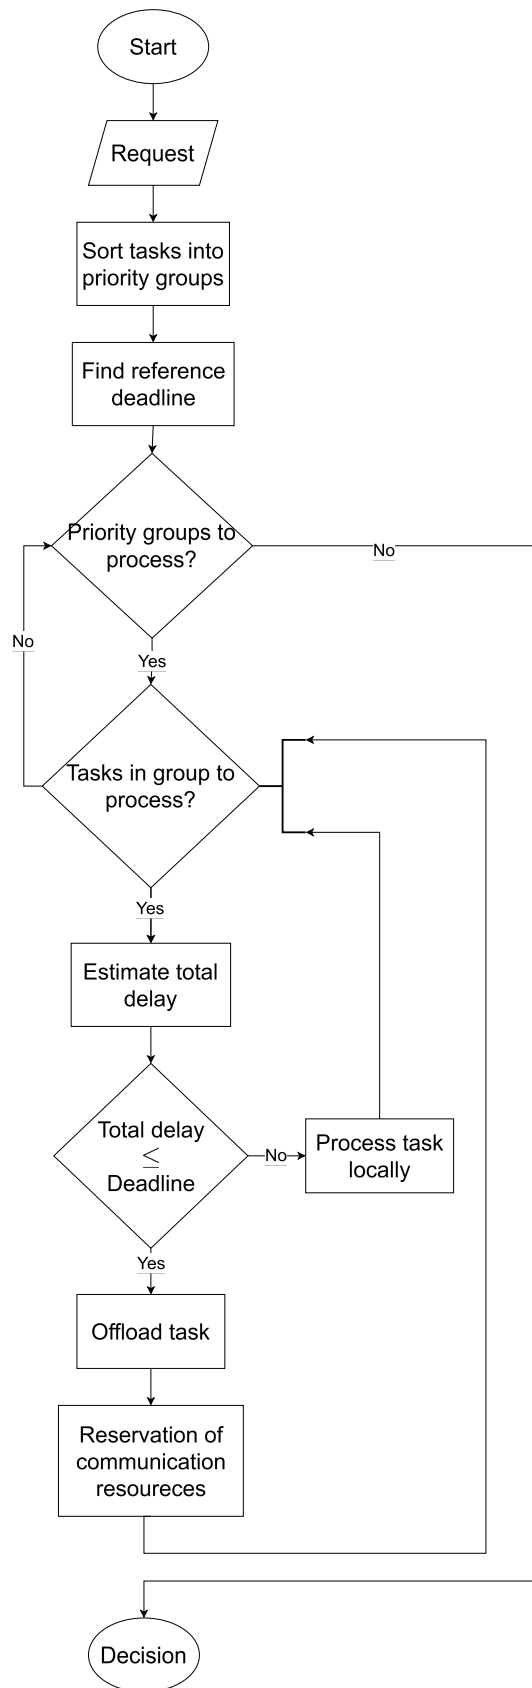 Start
Request
Sort tasks into
priority groups
Find reference
deadline
Priority groups to
process?
No
No
Yes
Tasks in group to
process?
Yes
Estimate total
delay
Total delay
≤
Deadline
No
Process task
locally
Yes
Offload task
Reservation of
communication
resoureces
Decision